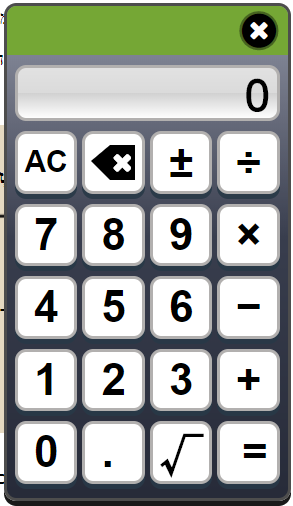 0
AC ± ÷
7 8 9 ×
4 5 6 −
1 2 3 +
0 . √ =